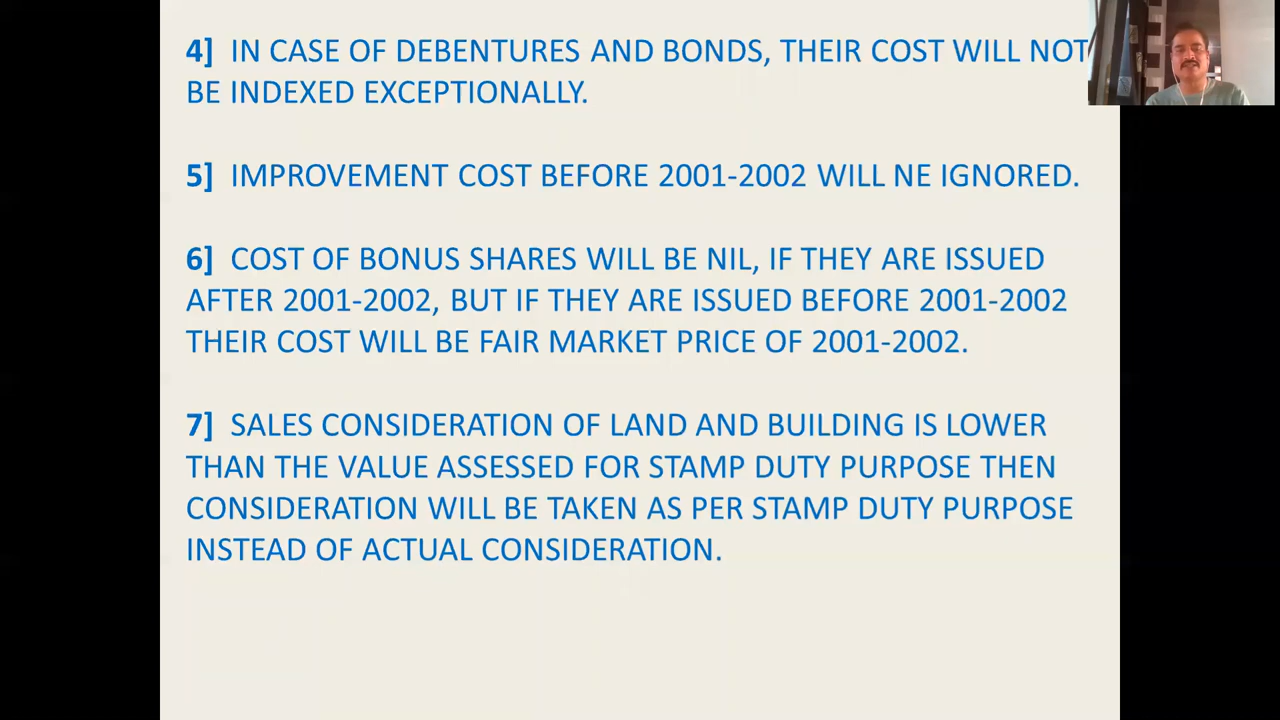 4] IN CASE OF DEBENTURES AND BONDS, THEIR COST WILL NOT
BE INDEXED EXCEPTIONALLY.
5] IMPROVEMENT COST BEFORE 2001-2002 WILL NE IGNORED.
6] COST OF BONUS SHARES WILL BE NIL, IF THEY ARE ISSUED
AFTER 2001-2002, BUT IF THEY ARE ISSUED BEFORE 2001-2002
THEIR COST WILL BE FAIR MARKET PRICE OF 2001-2002.
7] SALES CONSIDERATION OF LAND AND BUILDING IS LOWER
THAN THE VALUE ASSESSED FOR STAMP DUTY PURPOSE THEN
CONSIDERATION WILL BE TAKEN AS PER STAMP DUTY PURPOSE
INSTEAD OF ACTUAL CONSIDERATION.